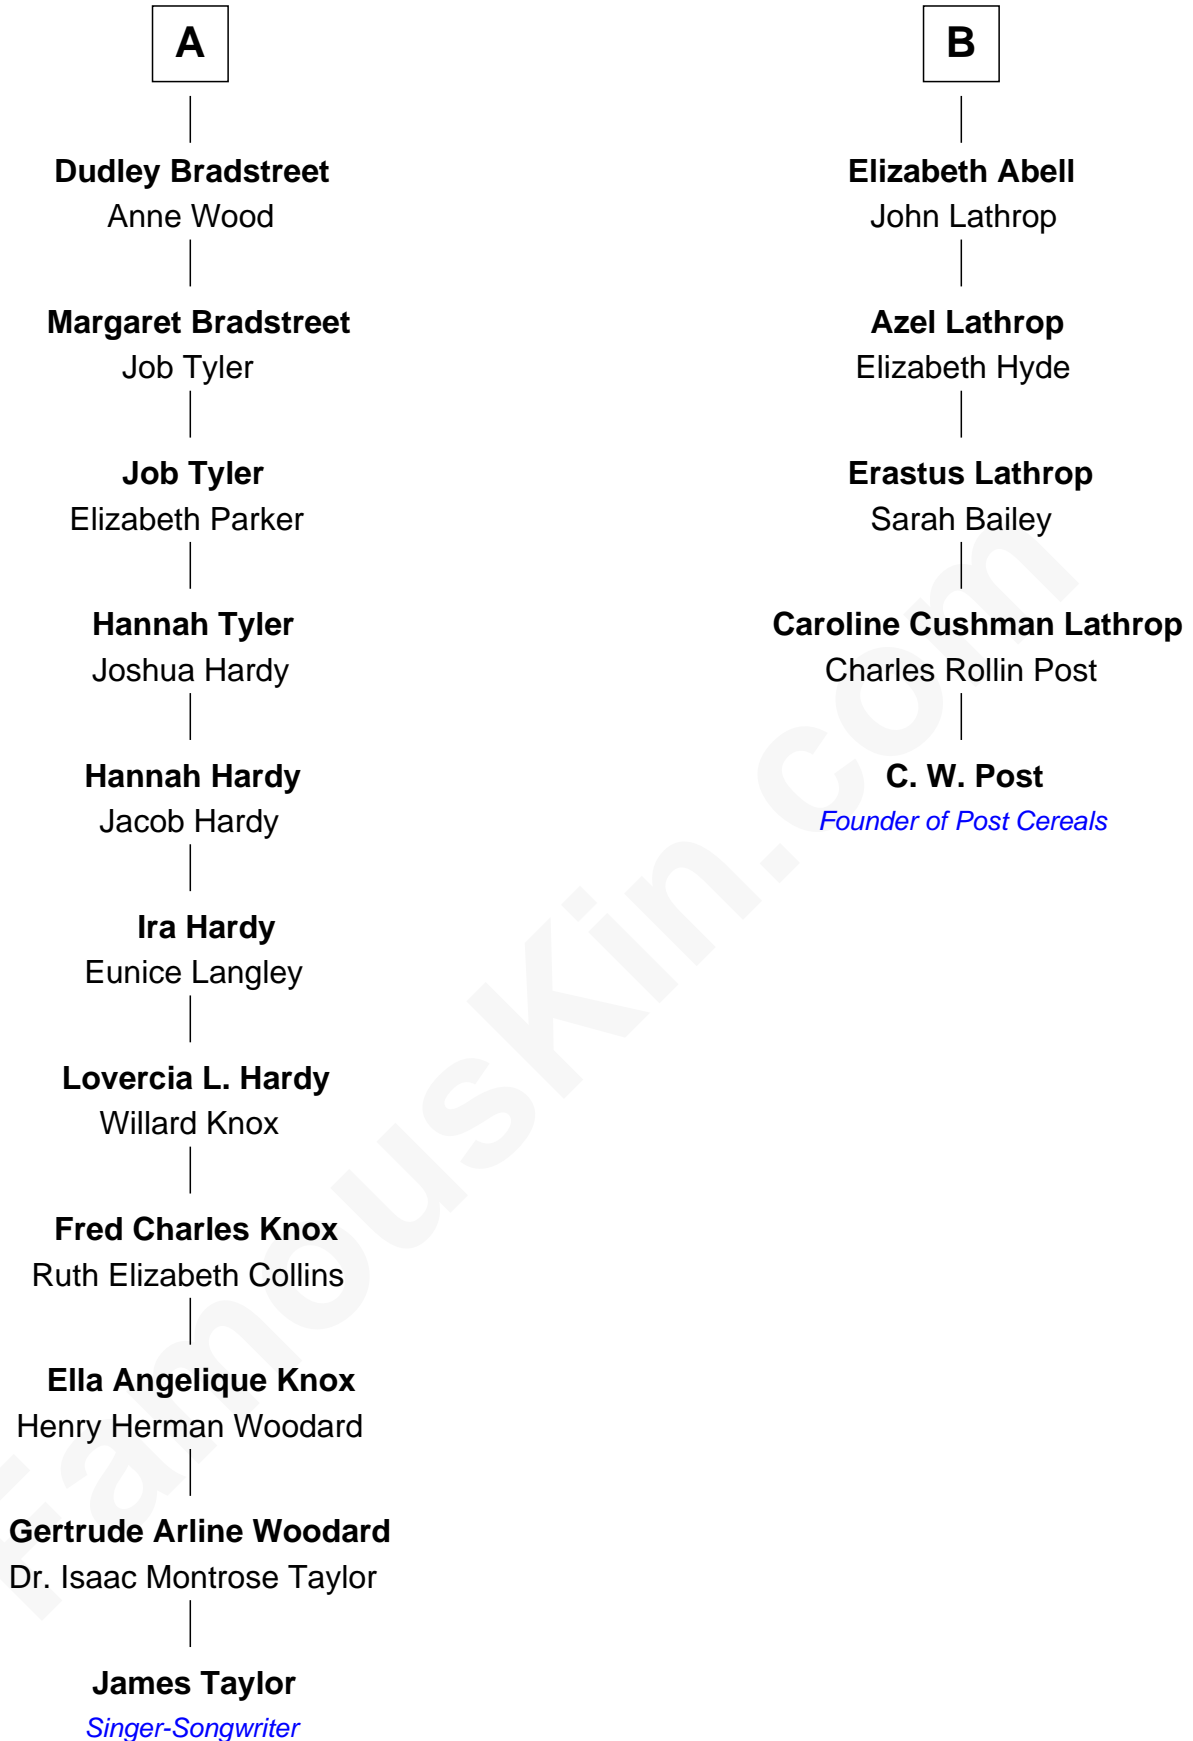 A
Dudley Bradstreet
Anne Wood
Margaret Bradstreet
Job Tyler
Job Tyler
Elizabeth Parker
Hannah Tyler
Joshua Hardy
Hannah Hardy
Jacob Hardy
Ira Hardy
Eunice Langley
Lovercia L. Hardy
Willard Knox
Fred Charles Knox
Ruth Elizabeth Collins
Ella Angelique Knox
Henry Herman Woodard
Gertrude Arline Woodard
Dr. Isaac Montrose Taylor
James Taylor
Singer-Songwriter
B
Elizabeth Abell
John Lathrop
Azel Lathrop
Elizabeth Hyde
Erastus Lathrop
Sarah Bailey
Caroline Cushman Lathrop
Charles Rollin Post
C. W. Post
Founder of Post Cereals
FamousKin.com